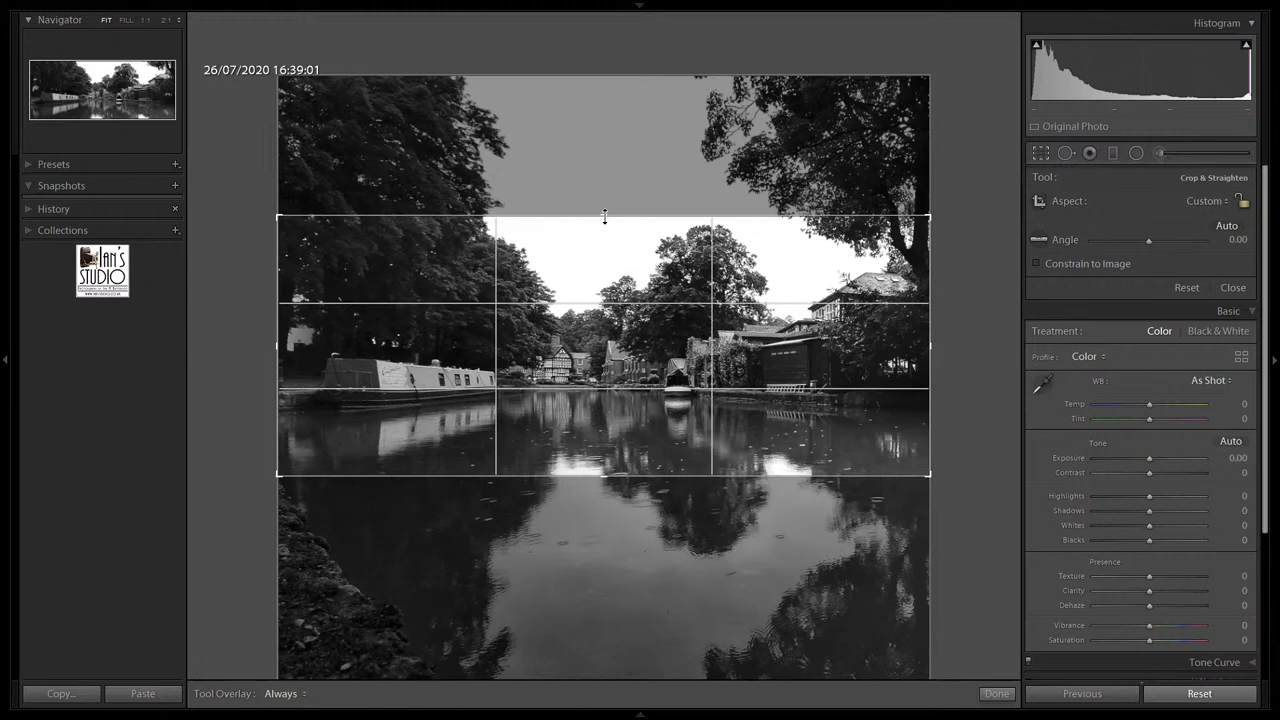 Navigator FIT FILL 1:1 2:1
Presets
Snapshots
History
Collections
IAN'S
STUDIO
Copy... Paste
26/07/2020 16:39:01
Tool Overlay : Always Done
Histogram
Original Photo
Tool : Crop & Straighten
Aspect : Custom
Auto
Angle 0.00
Constrain to Image
Reset Close
Basic
Treatment : Color Black & White
Profile : Color
WB : As Shot
Temp 0
Tint 0
Tone Auto
Exposure 0.00
Contrast 0
Highlights 0
Shadows 0
Whites 0
Blacks 0
Presence
Texture 0
Clarity 0
Dehaze 0
Vibrance 0
Saturation 0
Tone Curve
Previous Reset